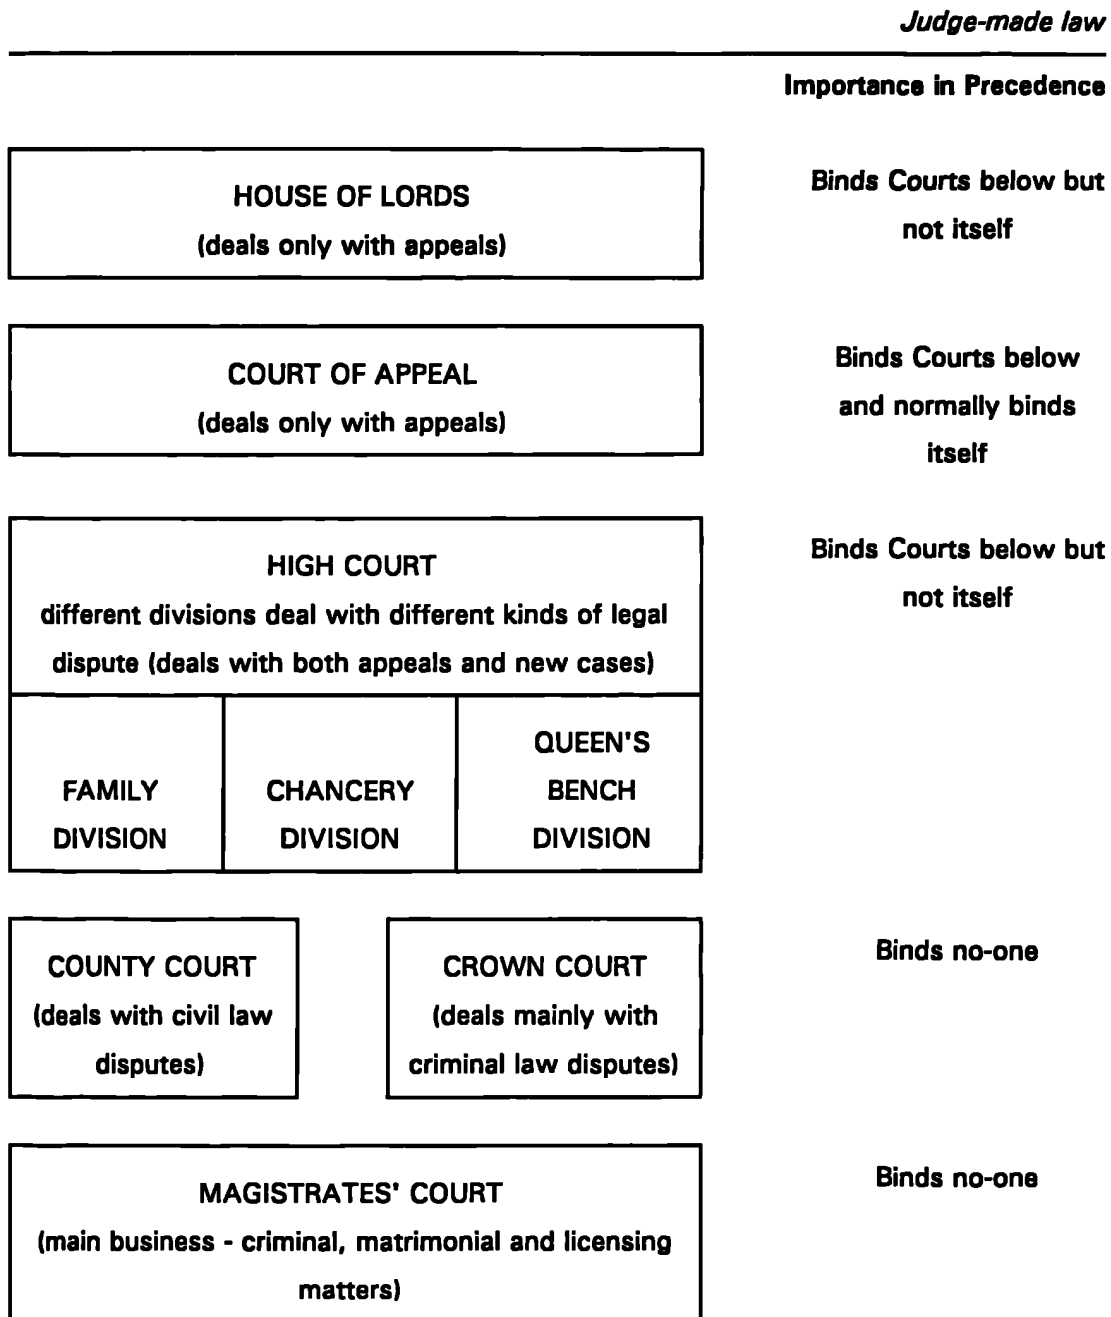 Judge-made law
Importance in Precedence
HOUSE OF LORDS
(deals only with appeals)
Binds Courts below but
not itself
COURT OF APPEAL
(deals only with appeals)
Binds Courts below
and normally binds
itself
HIGH COURT
different divisions deal with different kinds of legal
dispute (deals with both appeals and new cases)
Binds Courts below but
not itself
FAMILY
DIVISION
CHANCERY
DIVISION
QUEEN'S
BENCH
DIVISION
COUNTY COURT
(deals with civil law
disputes)
CROWN COURT
(deals mainly with
criminal law disputes)
Binds no-one
MAGISTRATES' COURT
(main business - criminal, matrimonial and licensing
matters)
Binds no-one